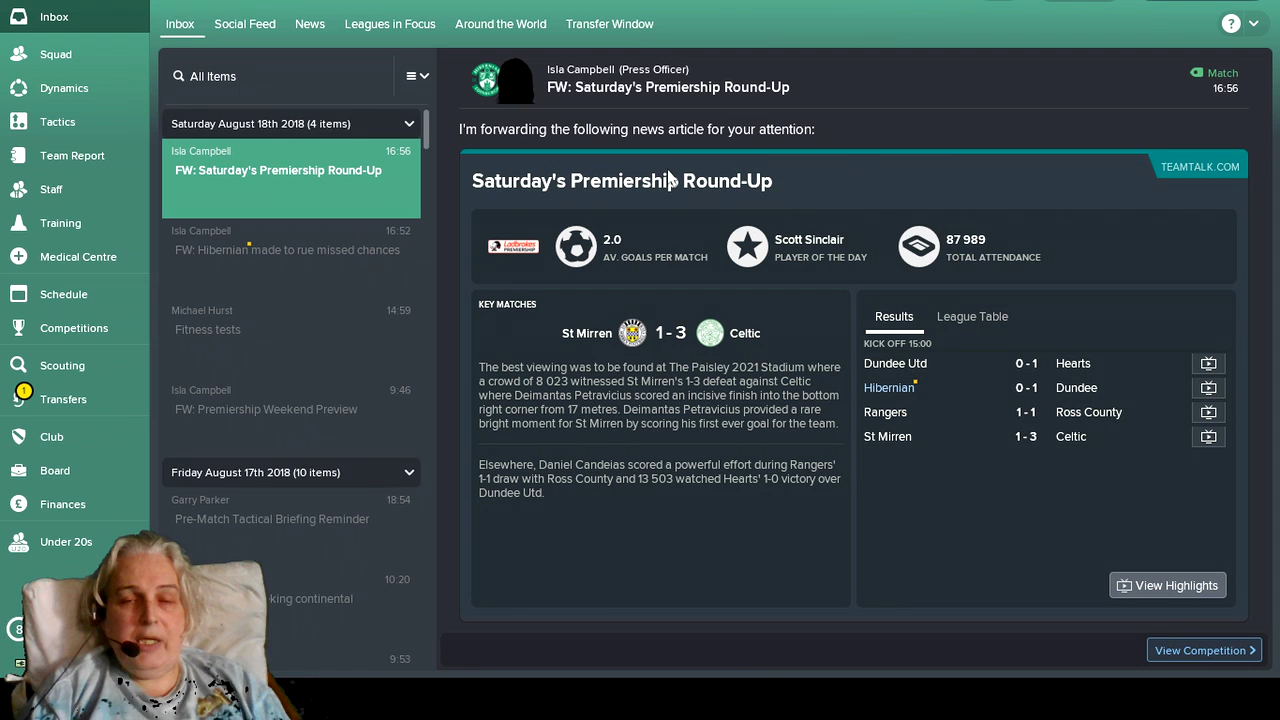 Inbox
Squad
Dynamics
Tactics
Team Report
Staff
Training
Medical Centre
Schedule
Competitions
Scouting
1
Transfers
Club
Board
Finances
Under 20s
Inbox Social Feed News Leagues in Focus Around the World Transfer Window
?
All Items
Saturday August 18th 2018 (4 items)
Isla Campbell 16:56
FW: Saturday's Premiership Round-Up
Isla Campbell 16:52
FW: Hibernian made to rue missed chances
Michael Hurst 14:59
Fitness tests
Isla Campbell 9:46
FW: Premiership Weekend Preview
Friday August 17th 2018 (10 items)
Garry Parker 18:54
Pre-Match Tactical Briefing Reminder
10:20
king continental
9:53
Isla Campbell (Press Officer)
FW: Saturday's Premiership Round-Up
Match
16:56
I'm forwarding the following news article for your attention:
TEAMTALK.COM
Saturday's Premiership Round-Up
Ladbrokes
PREMIERSHIP
2.0
AV. GOALS PER MATCH
Scott Sinclair
PLAYER OF THE DAY
87 989
TOTAL ATTENDANCE
KEY MATCHES
St Mirren 1 - 3 Celtic
The best viewing was to be found at The Paisley 2021 Stadium where
a crowd of 8 023 witnessed St Mirren's 1-3 defeat against Celtic
where Deimantas Petravicius scored an incisive finish into the bottom
right corner from 17 metres. Deimantas Petravicius provided a rare
bright moment for St Mirren by scoring his first ever goal for the team.
Elsewhere, Daniel Candeias scored a powerful effort during Rangers'
1-1 draw with Ross County and 13 503 watched Hearts' 1-0 victory over
Dundee Utd.
Results League Table
KICK OFF 15:00
Dundee Utd 0 - 1 Hearts
Hibernian 0 - 1 Dundee
Rangers 1 - 1 Ross County
St Mirren 1 - 3 Celtic
View Highlights
View Competition